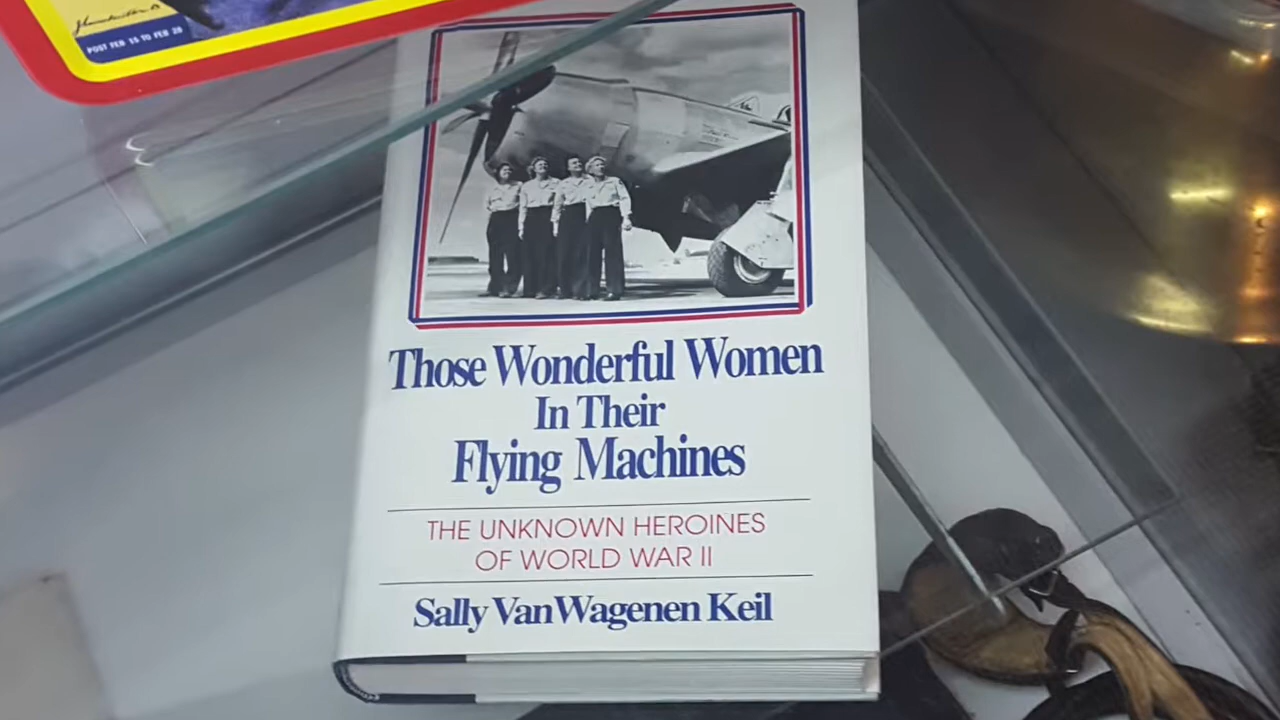 POST FEB 15 TO FEB 28
Those Wonderful Women
In Their
Flying Machines
THE UNKNOWN HEROINES
OF WORLD WAR II
Sally VanWagenen Keil